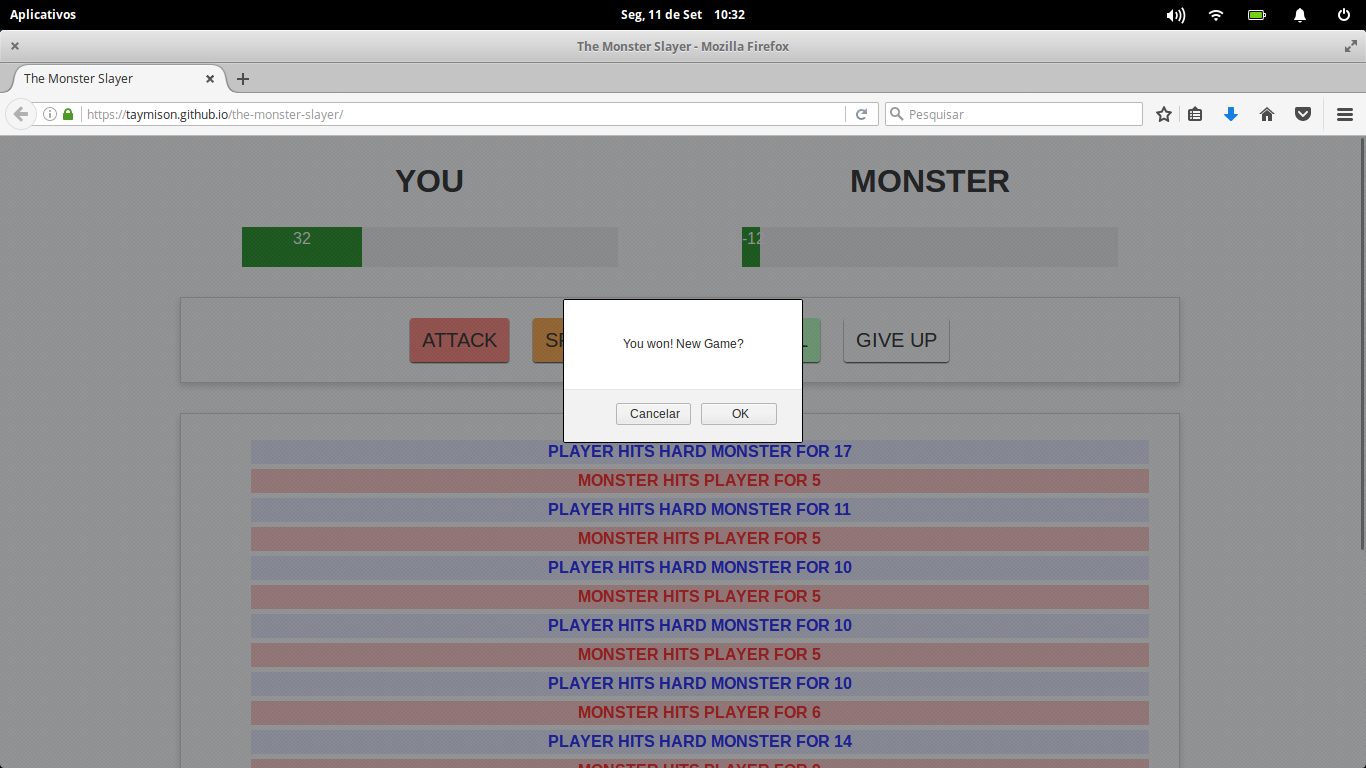 Aplicativos
Seg, 11 de Set 10:32
The Monster Slayer - Mozilla Firefox
The Monster Slayer
https://taymison.github.io/the-monster-slayer/
Pesquisar
YOU
MONSTER
32
-12
ATTACK
GIVE UP
You won! New Game?
Cancelar
OK
PLAYER HITS HARD MONSTER FOR 17
MONSTER HITS PLAYER FOR 5
PLAYER HITS HARD MONSTER FOR 11
MONSTER HITS PLAYER FOR 5
PLAYER HITS HARD MONSTER FOR 10
MONSTER HITS PLAYER FOR 5
PLAYER HITS HARD MONSTER FOR 10
MONSTER HITS PLAYER FOR 5
PLAYER HITS HARD MONSTER FOR 10
MONSTER HITS PLAYER FOR 6
PLAYER HITS HARD MONSTER FOR 14
MONSTER HITS PLAYER FOR